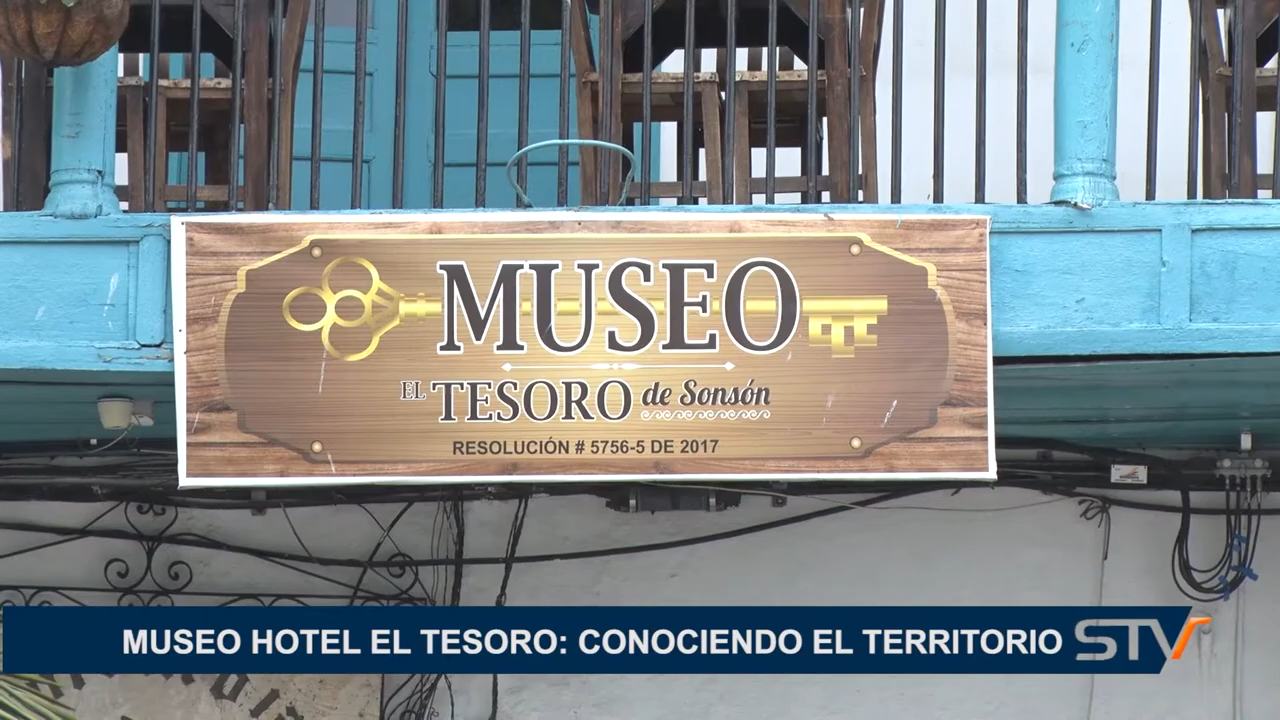 MUSEO
EL TESORO de Sonsón
RESOLUCIÓN # 5756-5 DE 2017
MUSEO HOTEL EL TESORO: CONOCIENDO EL TERRITORIO
STV